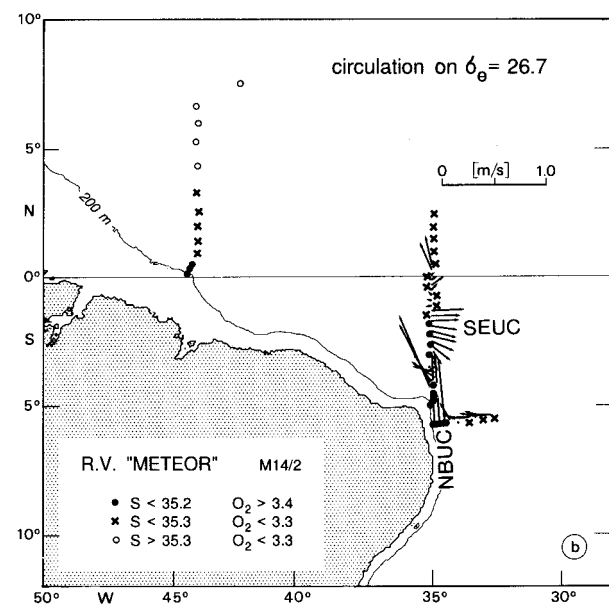 10°
circulation on σ_θ = 26.7
5°
0 [m/s] 1.0
200 m
N
0°
SEUC
S
5°
NBUC
R.V. "METEOR" M14/2
● S < 35.2 O₂ > 3.4
× S < 35.3 O₂ < 3.3
○ S > 35.3 O₂ < 3.3
10°
b
50° W 45° 40° 35° 30°